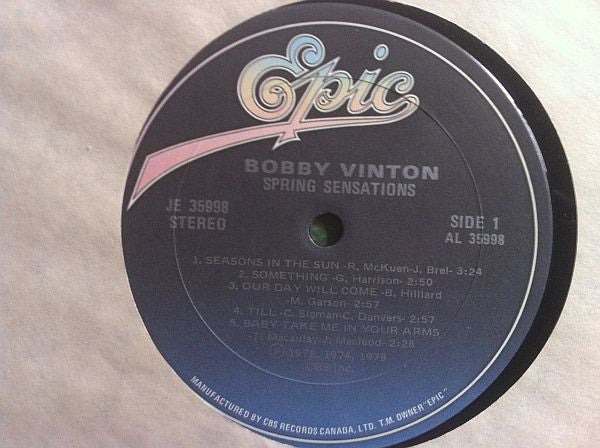 Epic
BOBBY VINTON
SPRING SENSATIONS
JE 35998
STEREO
SIDE 1
AL 35998
1. SEASONS IN THE SUN -R. McKuen-J. Brel- 3:24
2. SOMETHING -G. Harrison- 2:50
3. OUR DAY WILL COME -B. Hilliard
-M. Garson- 2:57
4. TILL -C. Sigman-C. Danvers- 2:57
5. BABY TAKE ME IN YOUR ARMS
-T. Macaulay-J. Macleod- 2:28
Ⓟ 1972, 1974, 1979
CBS Inc.
MANUFACTURED BY CBS RECORDS CANADA, LTD. T.M. OWNER "EPIC"